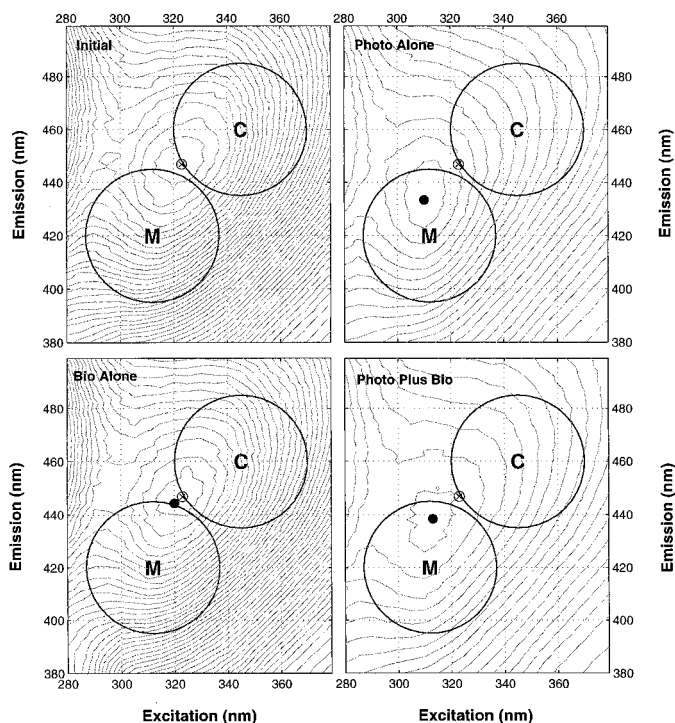 280 300 320 340 360
280 300 320 340 360
Initial
Photo Alone
C
C
M
M
Emission (nm)
480
460
440
420
400
380
480
460
440
420
400
380
Emission (nm)
Bio Alone
Photo Plus Bio
C
C
M
M
Emission (nm)
480
460
440
420
400
380
480
460
440
420
400
380
Emission (nm)
280 300 320 340 360
280 300 320 340 360
Excitation (nm)
Excitation (nm)